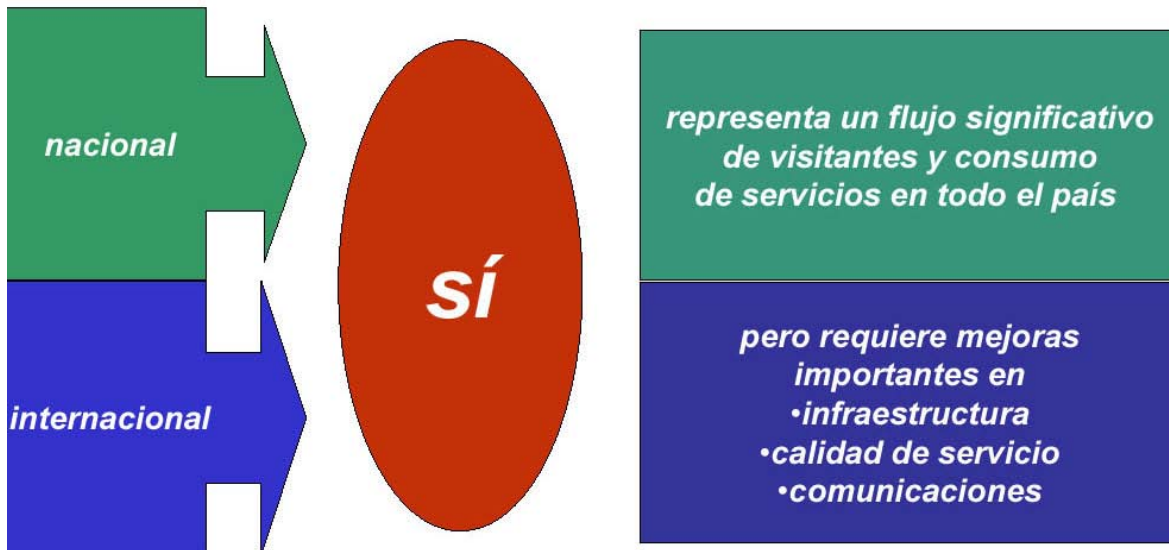 nacional
internacional
sí
representa un flujo significativo
de visitantes y consumo
de servicios en todo el país
pero requiere mejoras
importantes en
•infraestructura
•calidad de servicio
•comunicaciones